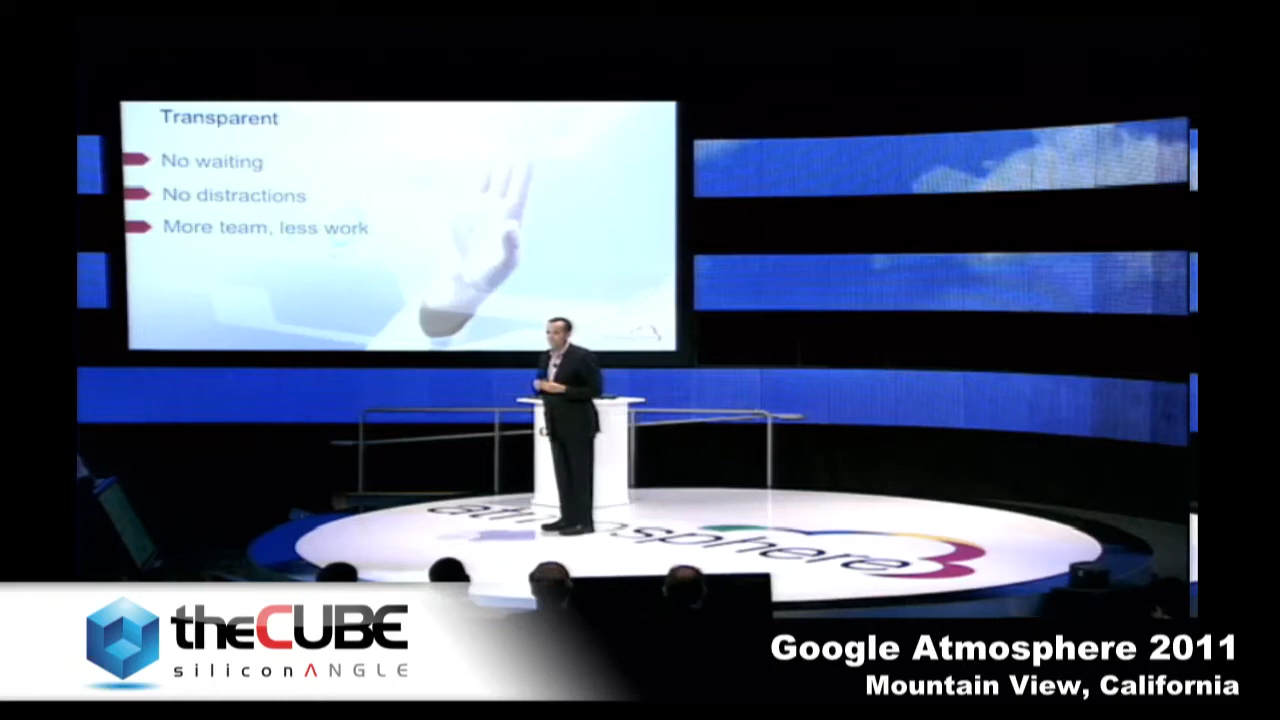 Transparent
No waiting
No distractions
More team, less work
atmosphere
theCUBE
siliconANGLE
Google Atmosphere 2011
Mountain View, California